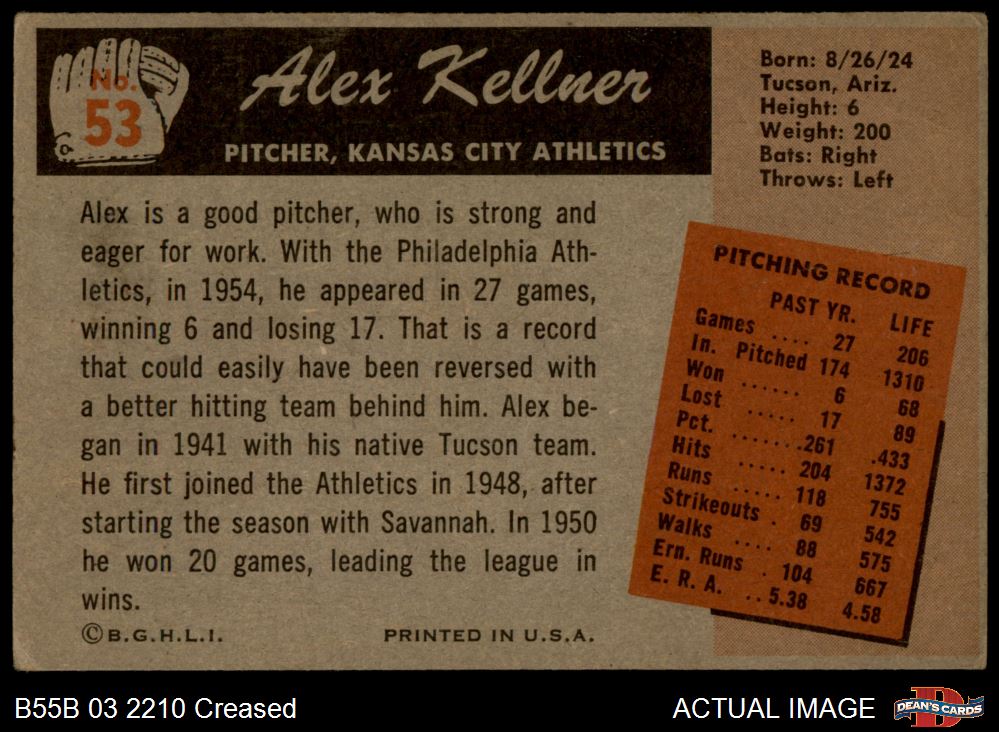 No.
53
Alex Kellner
PITCHER, KANSAS CITY ATHLETICS
Born: 8/26/24
Tucson, Ariz.
Height: 6
Weight: 200
Bats: Right
Throws: Left
Alex is a good pitcher, who is strong and
eager for work. With the Philadelphia Ath-
letics, in 1954, he appeared in 27 games,
winning 6 and losing 17. That is a record
that could easily have been reversed with
a better hitting team behind him. Alex be-
gan in 1941 with his native Tucson team.
He first joined the Athletics in 1948, after
starting the season with Savannah. In 1950
he won 20 games, leading the league in
wins.
©B.G.H.L.I. PRINTED IN U.S.A.
PITCHING RECORD
PAST YR. LIFE
Games .... 27 206
In. Pitched 174 1310
Won ...... 6 68
Lost ..... 17 89
Pct. ....... .261 .433
Hits ..... 204 1372
Runs ..... 118 755
Strikeouts . 69 542
Walks .... 88 575
Ern. Runs . 104 667
E. R. A. .. 5.38 4.58
B55B 03 2210 Creased
ACTUAL IMAGE
D
DEAN'S CARDS